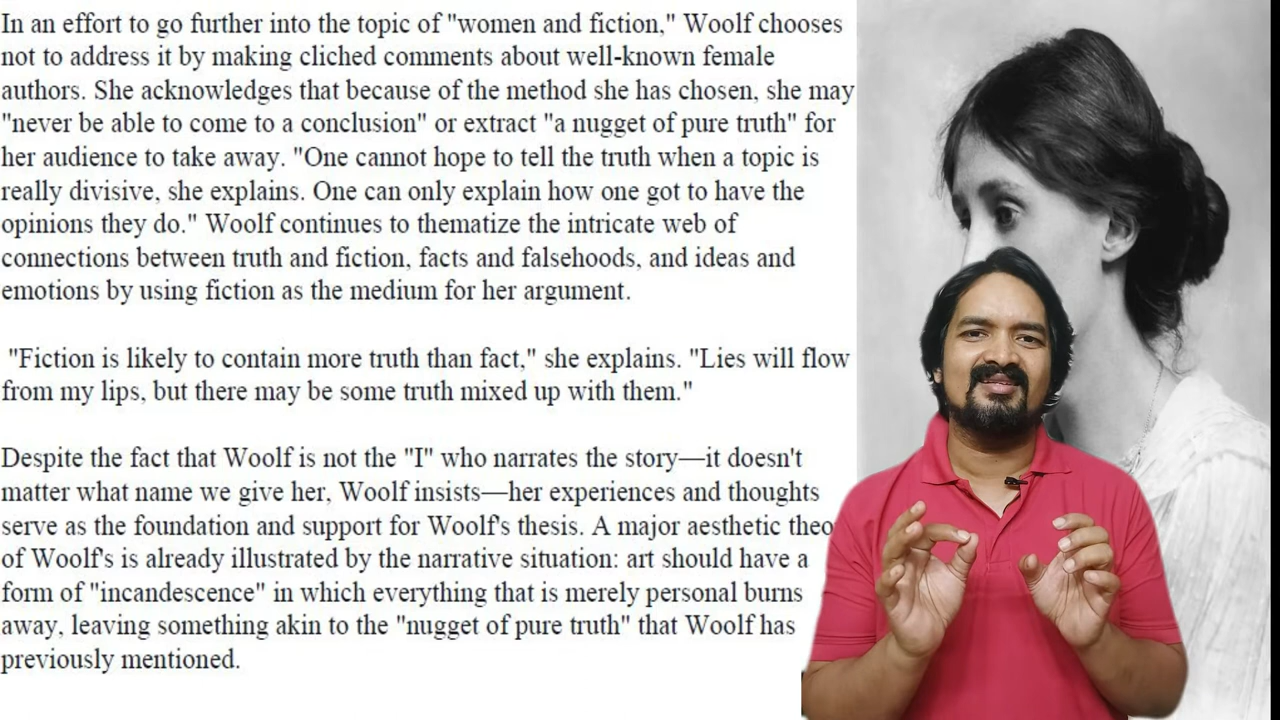 In an effort to go further into the topic of "women and fiction," Woolf chooses
not to address it by making cliched comments about well-known female
authors. She acknowledges that because of the method she has chosen, she may
"never be able to come to a conclusion" or extract "a nugget of pure truth" for
her audience to take away. "One cannot hope to tell the truth when a topic is
really divisive, she explains. One can only explain how one got to have the
opinions they do." Woolf continues to thematize the intricate web of
connections between truth and fiction, facts and falsehoods, and ideas and
emotions by using fiction as the medium for her argument.
"Fiction is likely to contain more truth than fact," she explains. "Lies will flow
from my lips, but there may be some truth mixed up with them."
Despite the fact that Woolf is not the "I" who narrates the story—it doesn't
matter what name we give her, Woolf insists—her experiences and thoughts
serve as the foundation and support for Woolf's thesis. A major aesthetic theo
of Woolf's is already illustrated by the narrative situation: art should have a
form of "incandescence" in which everything that is merely personal burns
away, leaving something akin to the "nugget of pure truth" that Woolf has
previously mentioned.